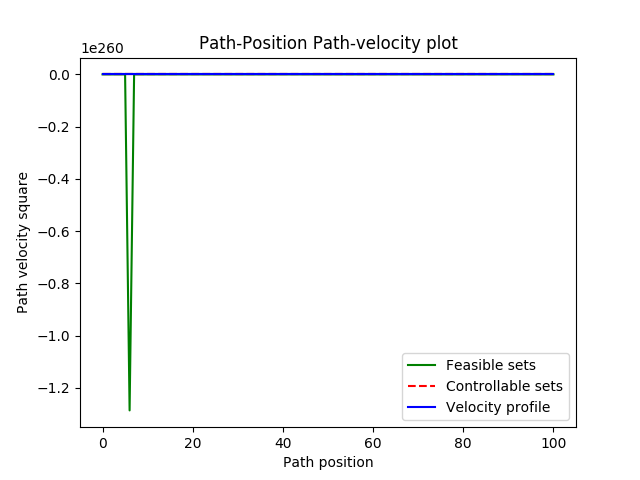 Path-Position Path-velocity plot
1e260
0.0
−0.2
−0.4
−0.6
−0.8
−1.0
−1.2
Path velocity square
0 20 40 60 80 100
Path position
Feasible sets
Controllable sets
Velocity profile